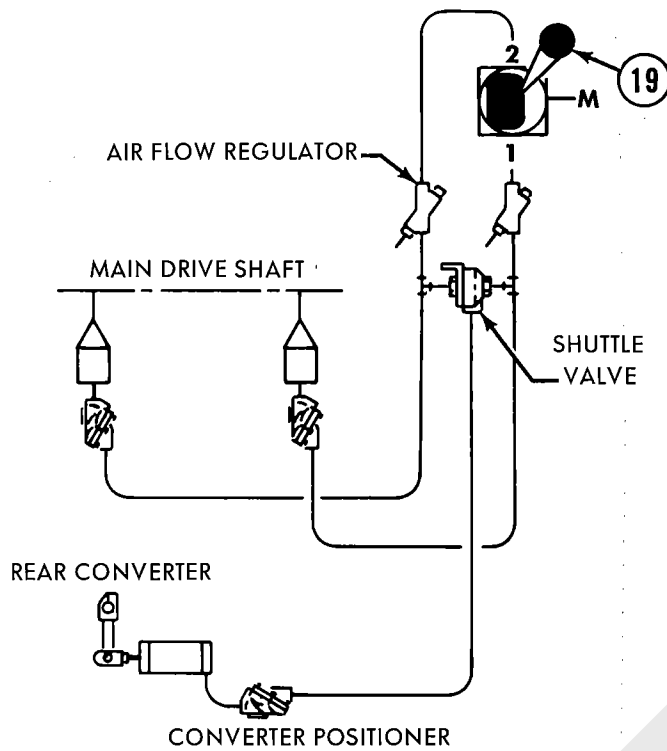 2
19
M
1
AIR FLOW REGULATOR
MAIN DRIVE SHAFT
SHUTTLE
VALVE
REAR CONVERTER
CONVERTER POSITIONER